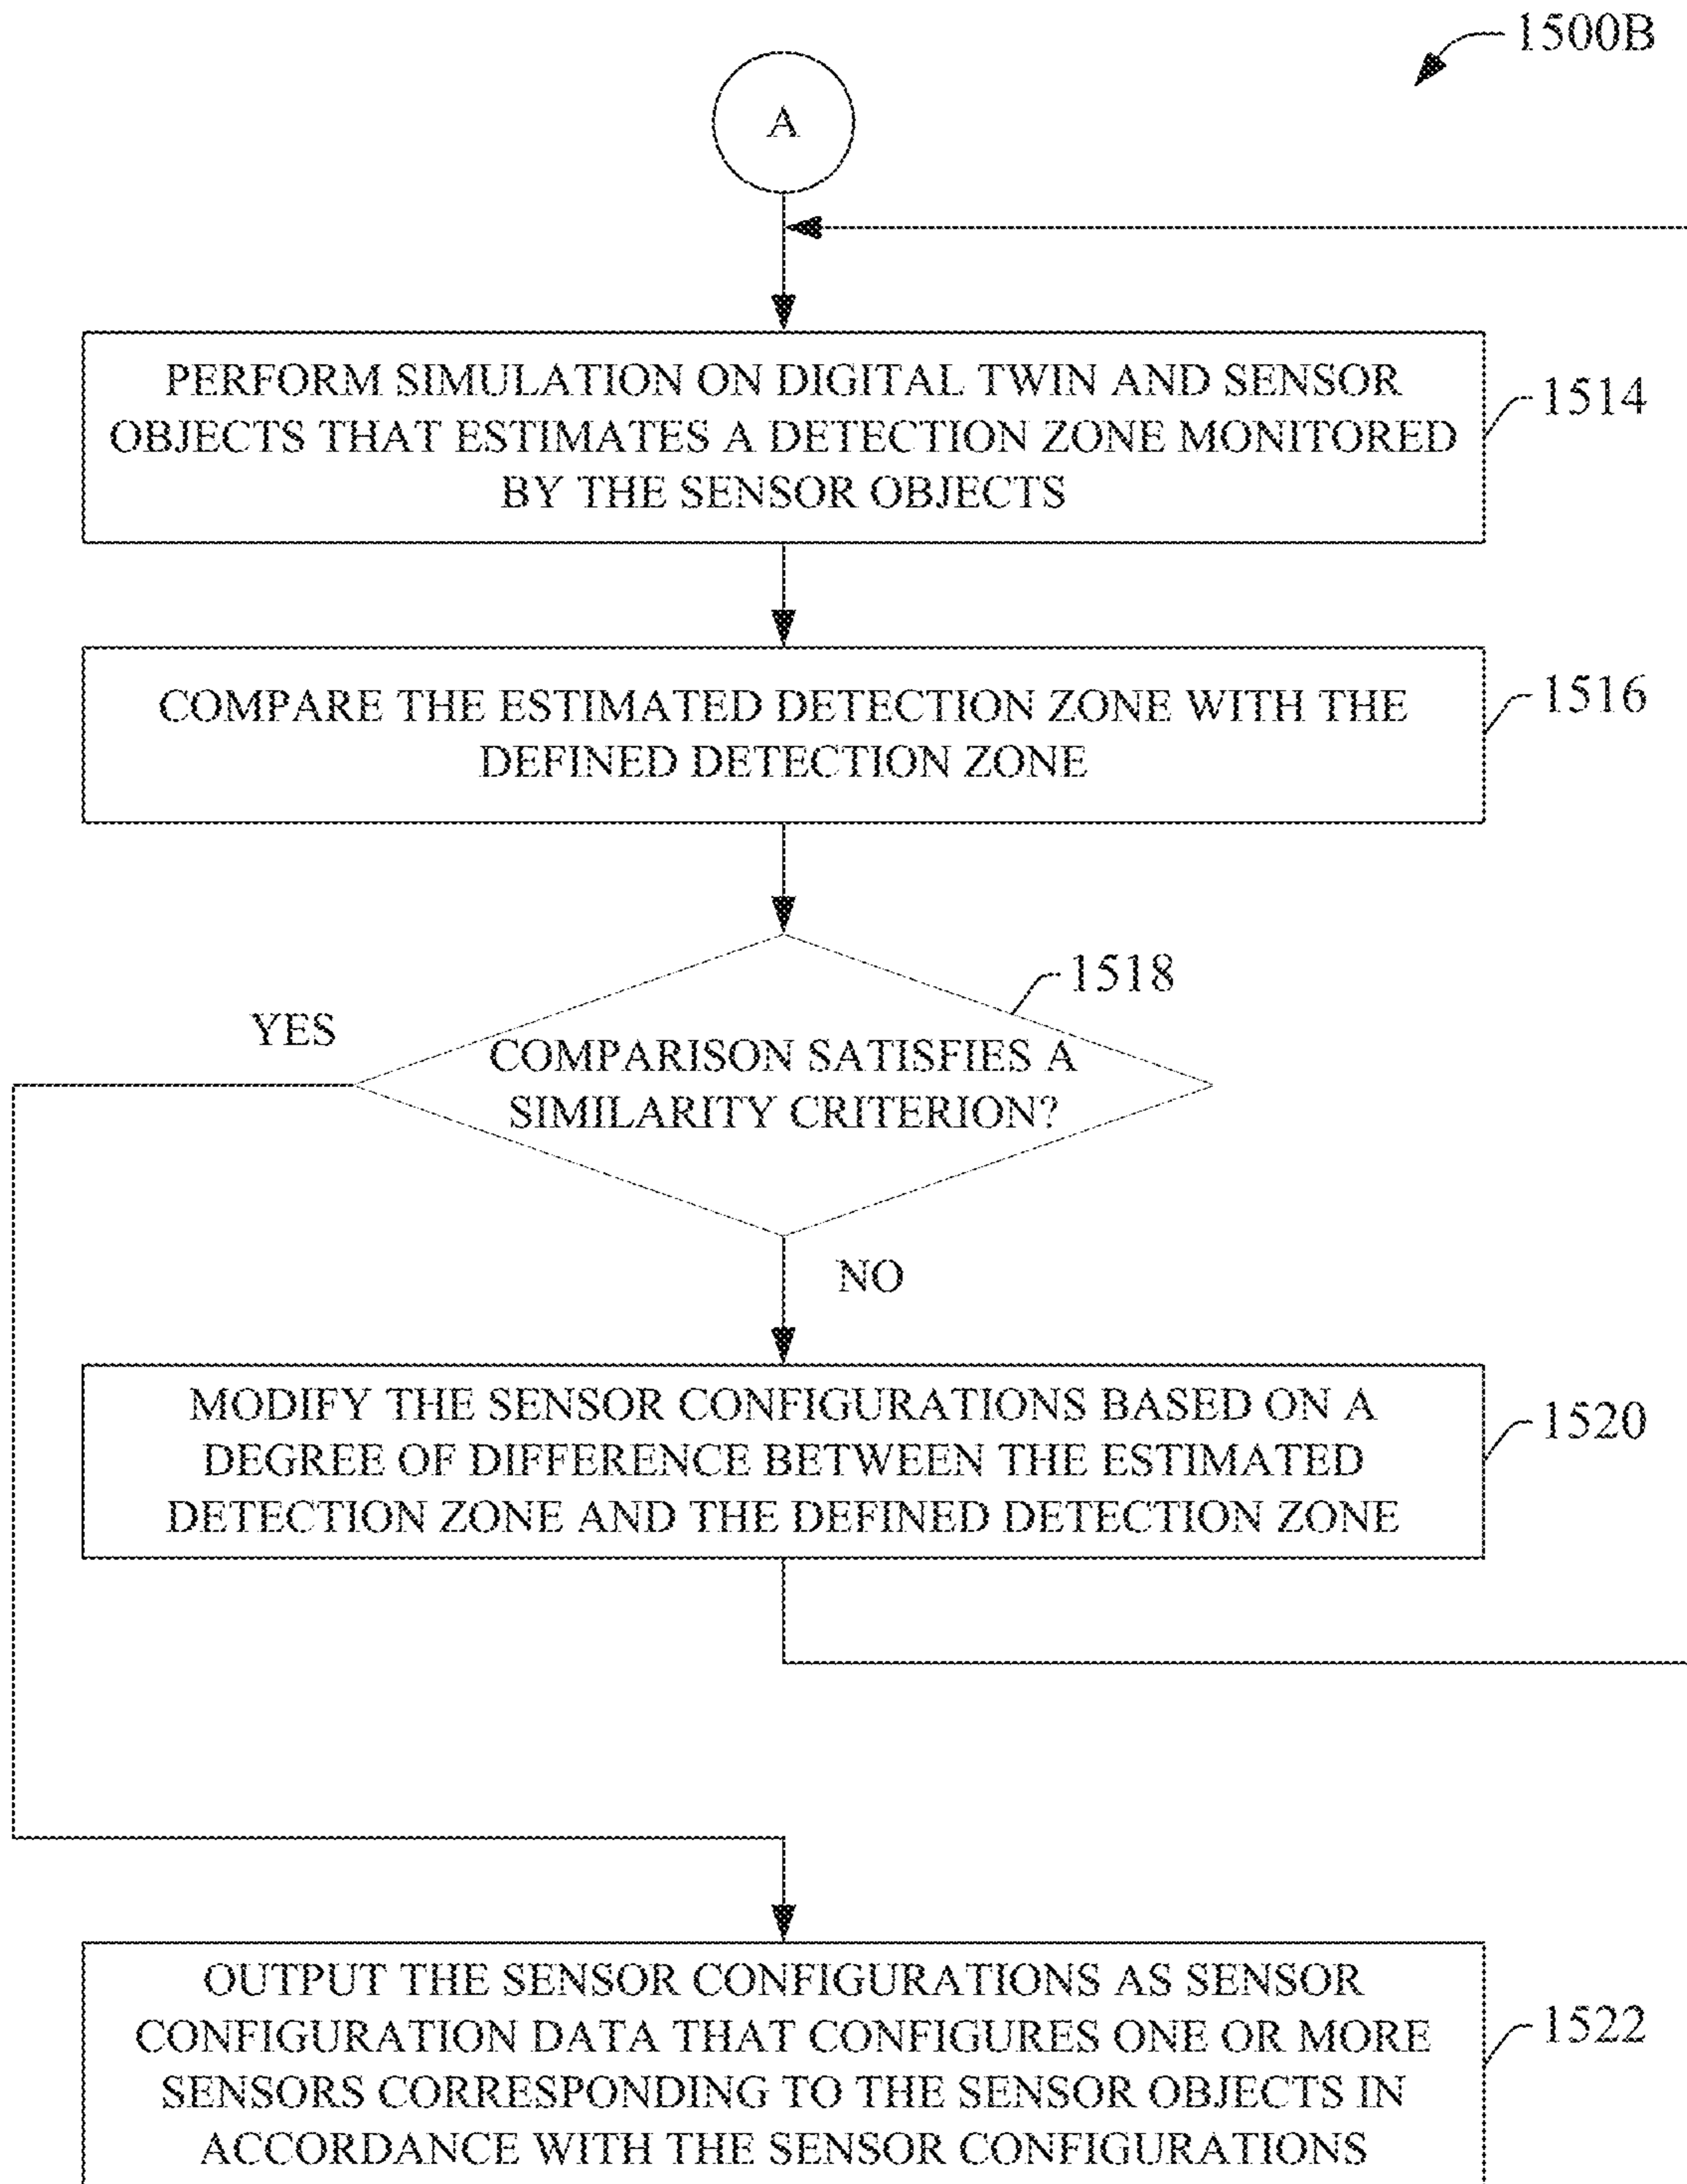 1500B
A
PERFORM SIMULATION ON DIGITAL TWIN AND SENSOR
OBJECTS THAT ESTIMATES A DETECTION ZONE MONITORED
BY THE SENSOR OBJECTS
1514
COMPARE THE ESTIMATED DETECTION ZONE WITH THE
DEFINED DETECTION ZONE
1516
1518
YES
COMPARISON SATISFIES A
SIMILARITY CRITERION?
NO
MODIFY THE SENSOR CONFIGURATIONS BASED ON A
DEGREE OF DIFFERENCE BETWEEN THE ESTIMATED
DETECTION ZONE AND THE DEFINED DETECTION ZONE
1520
OUTPUT THE SENSOR CONFIGURATIONS AS SENSOR
CONFIGURATION DATA THAT CONFIGURES ONE OR MORE
SENSORS CORRESPONDING TO THE SENSOR OBJECTS IN
ACCORDANCE WITH THE SENSOR CONFIGURATIONS
1522